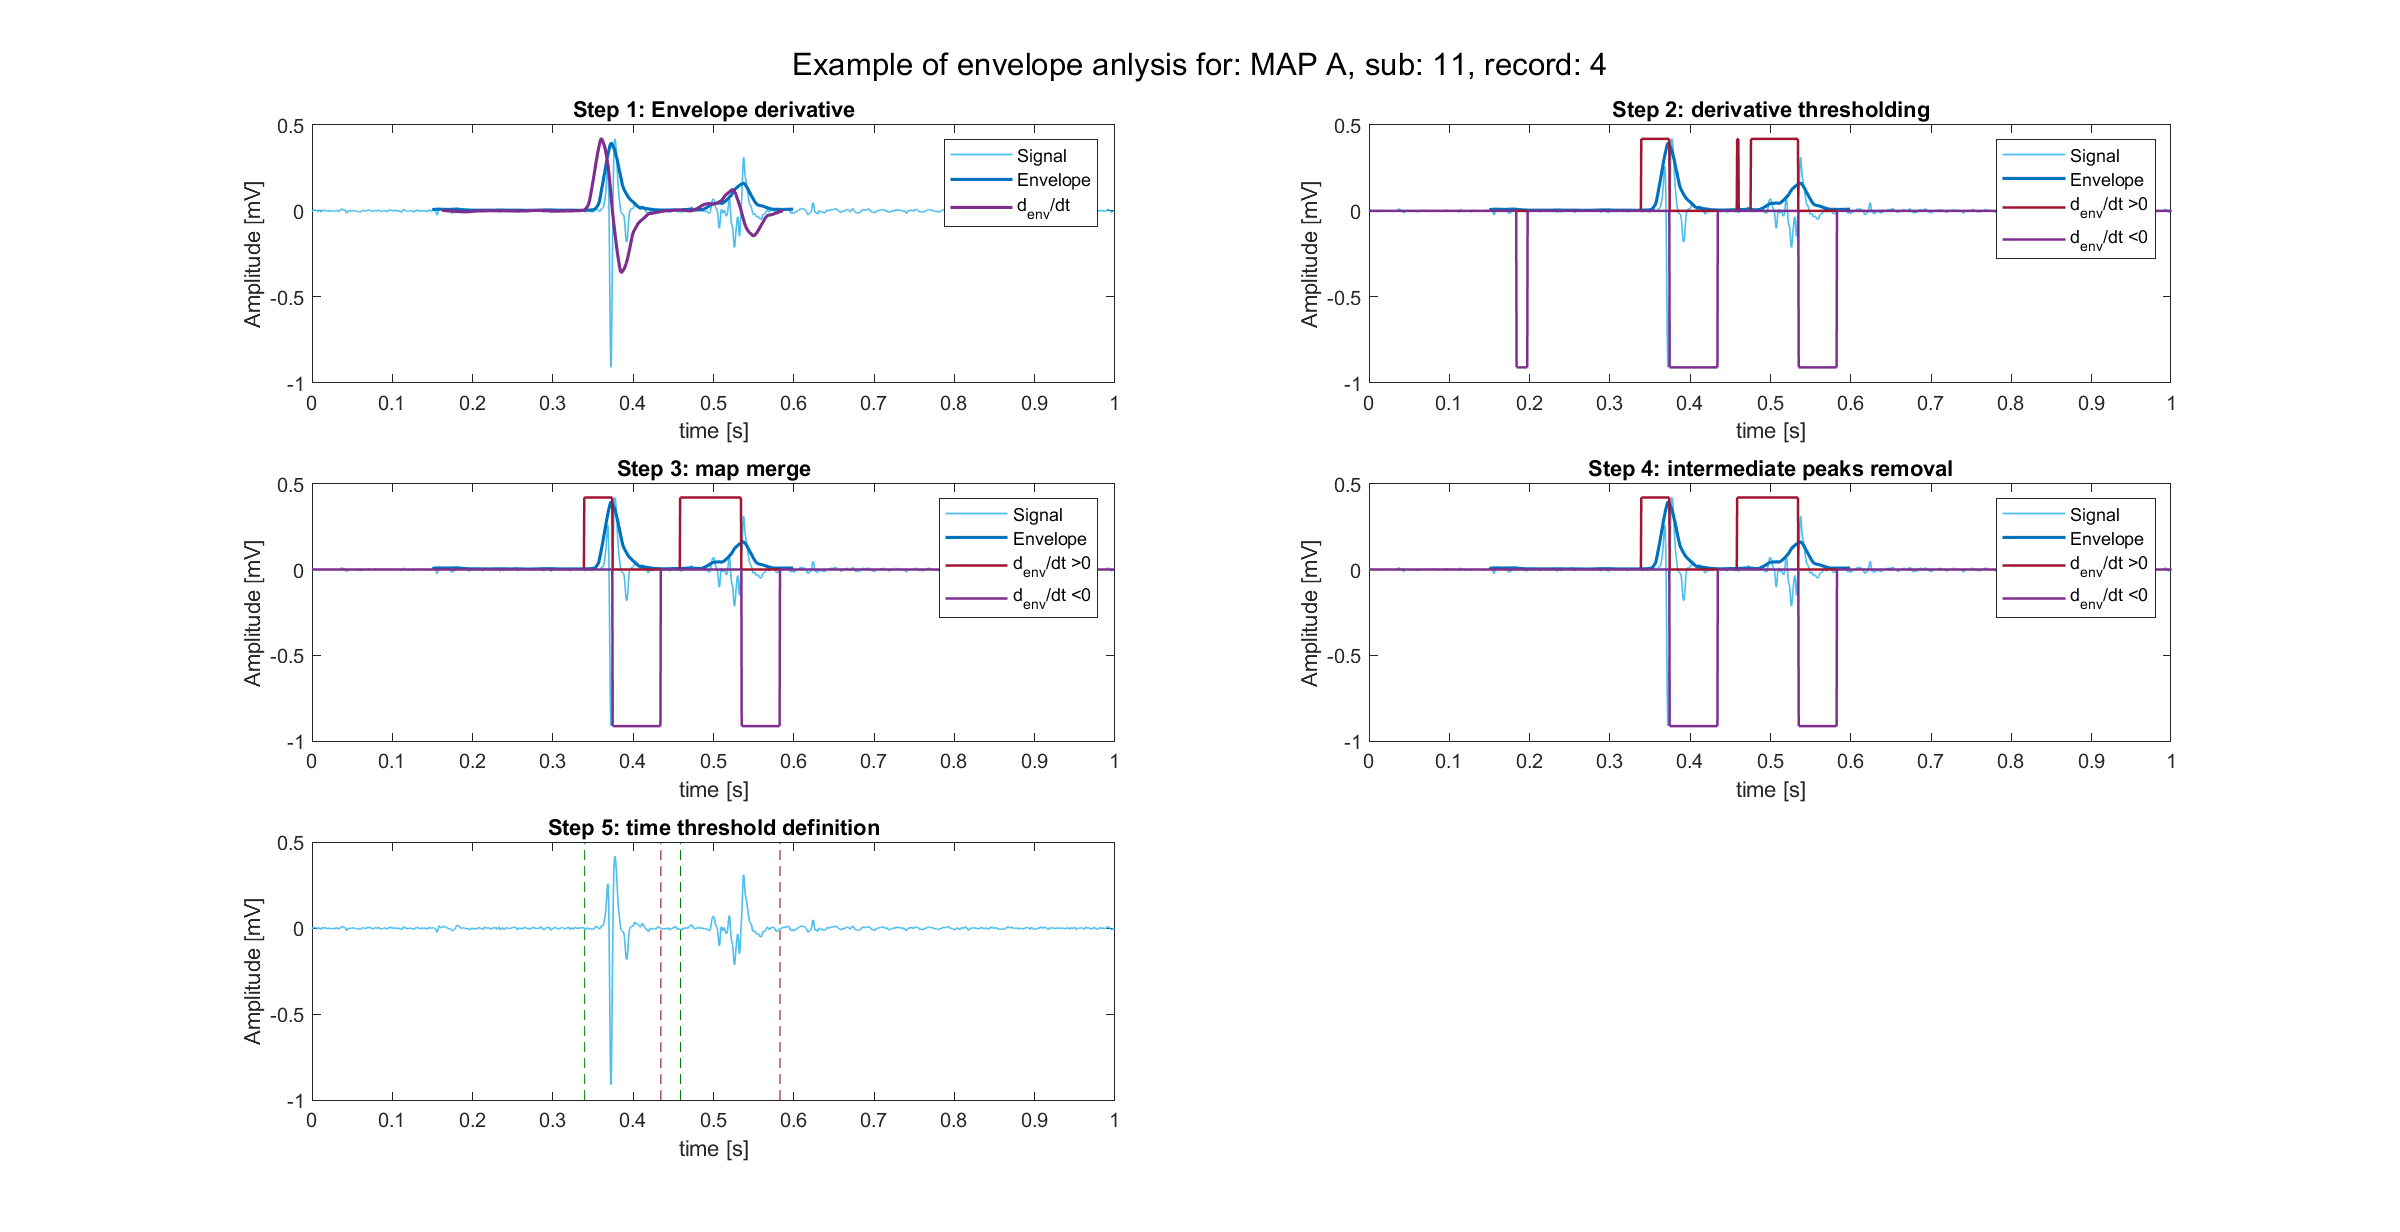 Example of envelope anlysis for: MAP A, sub: 11, record: 4
Step 1: Envelope derivative
0.5
0
-0.5
-1
Amplitude [mV]
0 0.1 0.2 0.3 0.4 0.5 0.6 0.7 0.8 0.9 1
time [s]
Signal
Envelope
d_env/dt
Step 2: derivative thresholding
0.5
0
-0.5
-1
Amplitude [mV]
0 0.1 0.2 0.3 0.4 0.5 0.6 0.7 0.8 0.9 1
time [s]
Signal
Envelope
d_env/dt >0
d_env/dt <0
Step 3: map merge
0.5
0
-0.5
-1
Amplitude [mV]
0 0.1 0.2 0.3 0.4 0.5 0.6 0.7 0.8 0.9 1
time [s]
Signal
Envelope
d_env/dt >0
d_env/dt <0
Step 4: intermediate peaks removal
0.5
0
-0.5
-1
Amplitude [mV]
0 0.1 0.2 0.3 0.4 0.5 0.6 0.7 0.8 0.9 1
time [s]
Signal
Envelope
d_env/dt >0
d_env/dt <0
Step 5: time threshold definition
0.5
0
-0.5
-1
Amplitude [mV]
0 0.1 0.2 0.3 0.4 0.5 0.6 0.7 0.8 0.9 1
time [s]